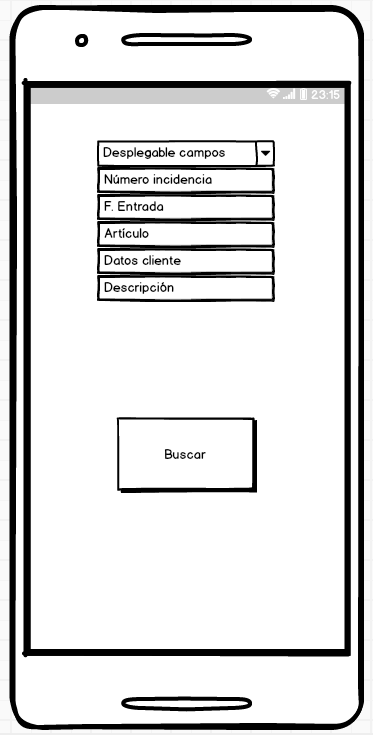 23:15
Desplegable campos
Número incidencia
F. Entrada
Artículo
Datos cliente
Descripción
Buscar